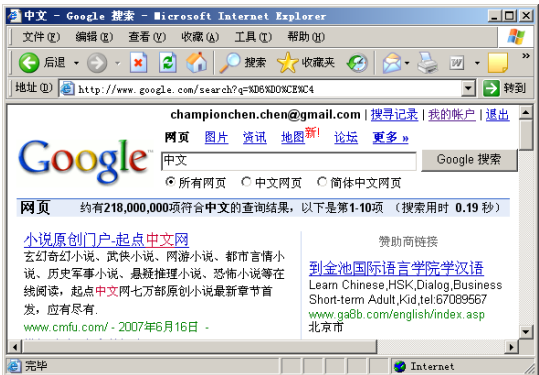 中文 - Google 搜索 - Microsoft Internet Explorer
文件(F) 编辑(E) 查看(V) 收藏(A) 工具(T) 帮助(H)
后退 搜索 收藏夹
地址(D) http://www.google.com/search?q=%D6%D0%CE%C4 转到
championchen.chen@gmail.com | 搜寻记录 | 我的帐户 | 退出
网页 图片 资讯 地图新! 论坛 更多 »
Google 中文 Google 搜索
所有网页 中文网页 简体中文网页
网页 约有218,000,000项符合中文的查询结果，以下是第1-10项 （搜索用时 0.19 秒）
小说原创门户-起点中文网
玄幻奇幻小说、武侠小说、网游小说、都市言情小
说、历史军事小说、悬疑推理小说、恐怖小说等在
线阅读，起点中文网七万部原创小说最新章节首
发，应有尽有.
www.cmfu.com/ - 2007年6月16日 -
赞助商链接
到金池国际语言学院学汉语
Learn Chinese,HSK,Dialog,Business
Short-term Adult,Kid,tel:67089567
www.ga8b.com/english/index.asp
北京市
完毕 Internet